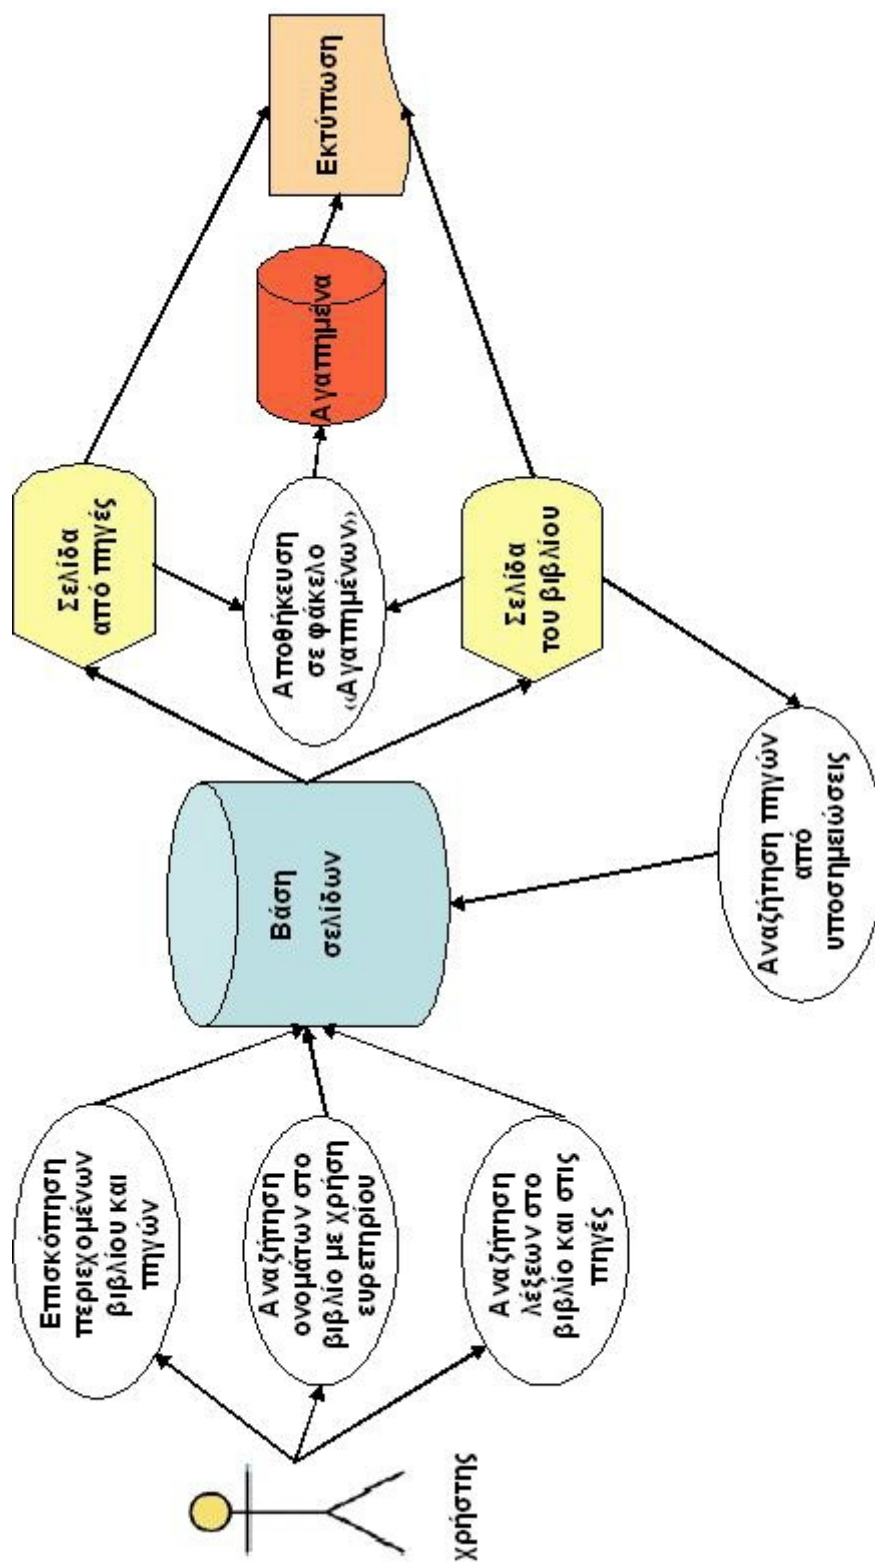 χρήστης
Επισκόπηση
περιεχομένων
βιβλίου και
πηγών
Αναζήτηση
ονομάτων στο
βιβλίο με χρήση
ευρετηρίου
Αναζήτηση
λέξεων στο
βιβλίο και στις
πηγές
Βάση
σελίδων
Αναζήτηση πηγών
από
υποσημειώσεις
Σελίδα
από πηγές
Αποθήκευση
σε φάκελο
«Αγαπημένων»
Σελίδα
του βιβλίου
Αγαπημένα
Εκτύπωση